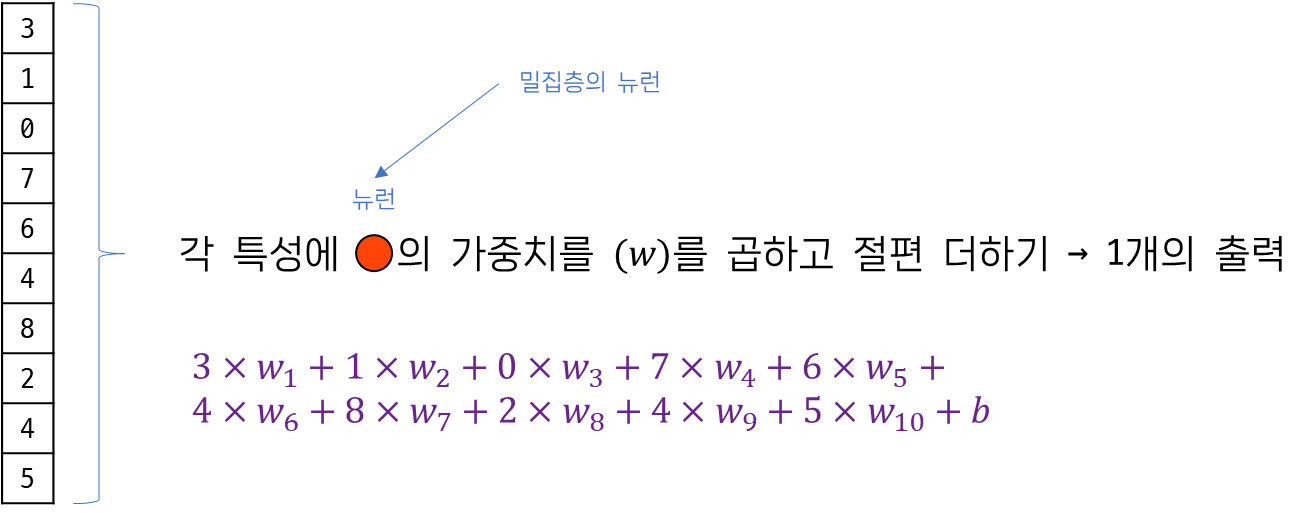 3
1
0
7
6
4
8
2
4
5
밀집층의 뉴런
뉴런
각 특성에 의 가중치를 (w)를 곱하고 절편 더하기 → 1개의 출력
3 × w₁ + 1 × w₂ + 0 × w₃ + 7 × w₄ + 6 × w₅ +
4 × w₆ + 8 × w₇ + 2 × w₈ + 4 × w₉ + 5 × w₁₀ + b